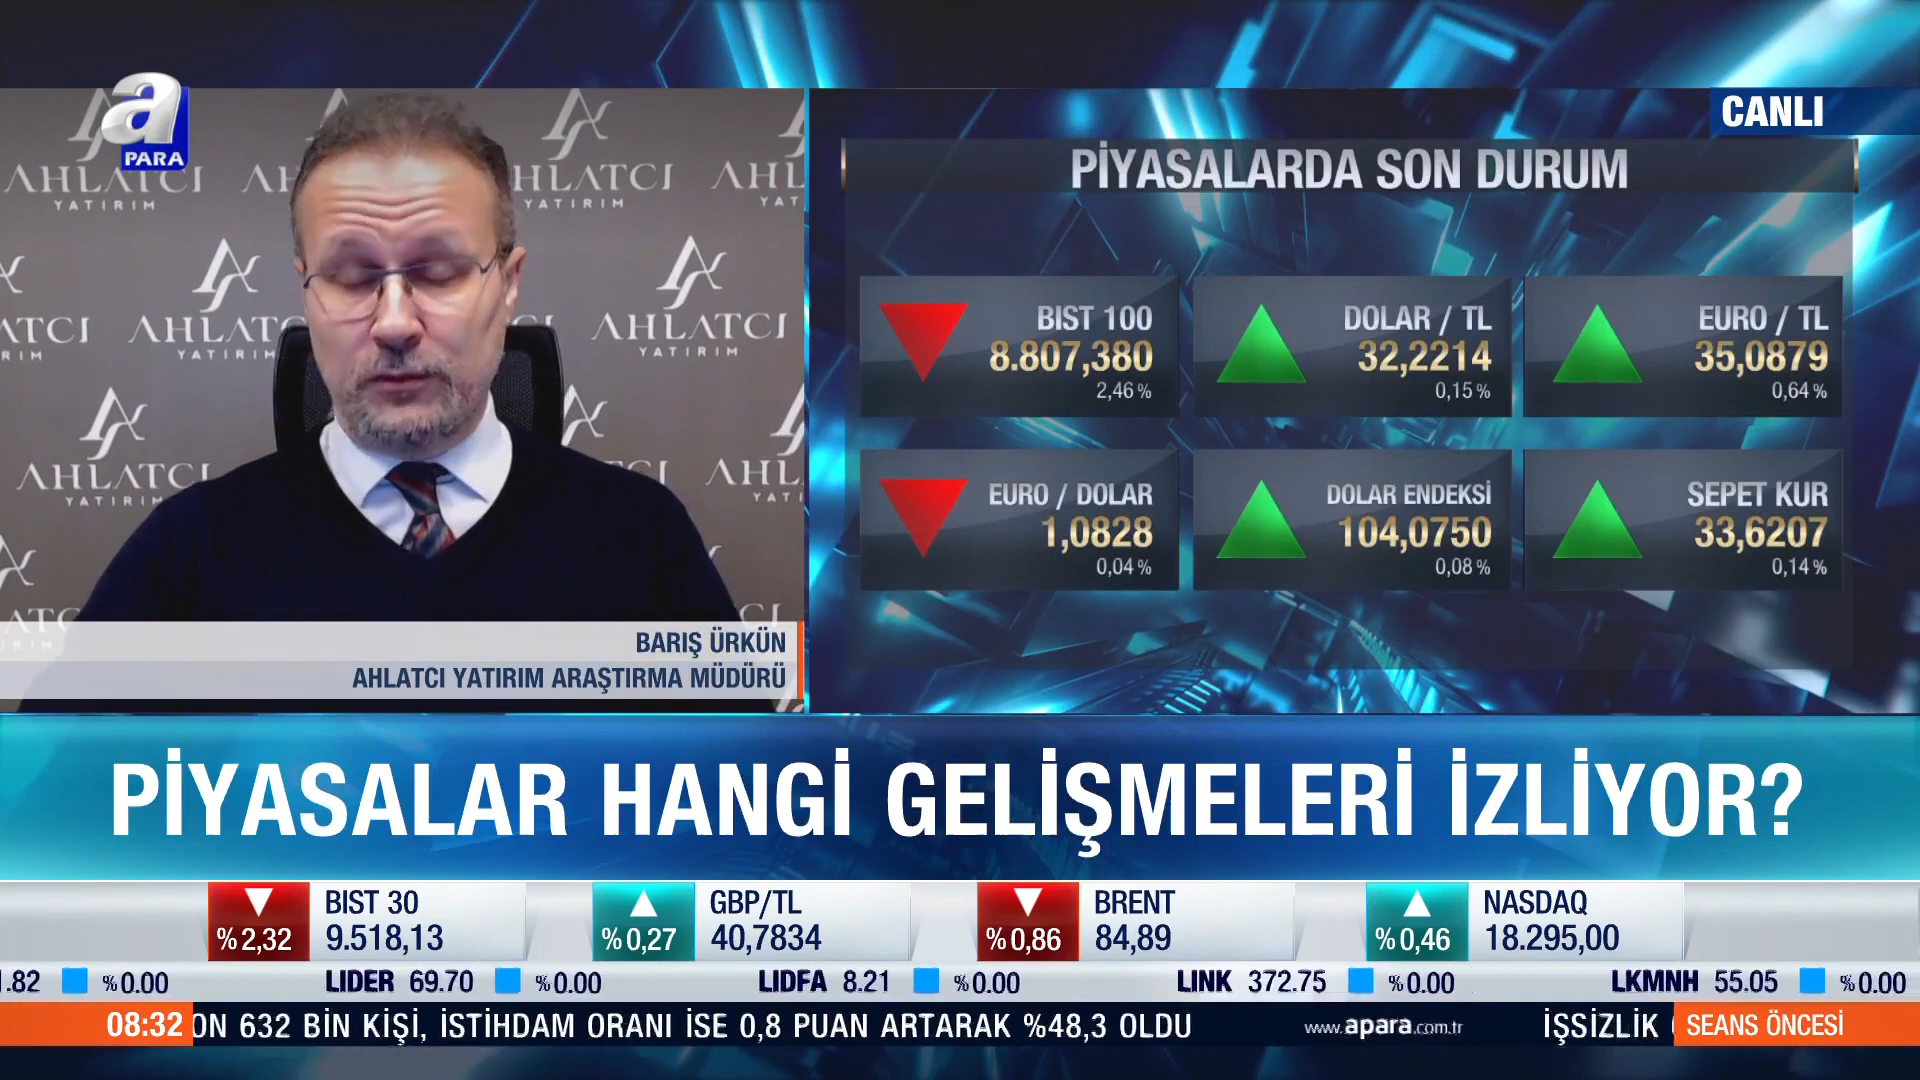 a
PARA
AHLATCI
YATIRIM
CANLI
PİYASALARDA SON DURUM
BIST 100
8.807,380
2,46 %
DOLAR / TL
32,2214
0,15 %
EURO / TL
35,0879
0,64 %
EURO / DOLAR
1,0828
0,04 %
DOLAR ENDEKSİ
104,0750
0,08 %
SEPET KUR
33,6207
0,14 %
BARIŞ ÜRKÜN
AHLATCI YATIRIM ARAŞTIRMA MÜDÜRÜ
PİYASALAR HANGİ GELİŞMELERİ İZLİYOR?
%2,32
BIST 30
9.518,13
%0,27
GBP/TL
40,7834
%0,86
BRENT
84,89
%0,46
NASDAQ
18.295,00
1.82 %0.00 LIDER 69.70 %0.00 LIDFA 8.21 %0.00 LINK 372.75 %0.00 LKMNH 55.05 %0.00
08:32 ON 632 BİN KİŞİ, İSTİHDAM ORANI İSE 0,8 PUAN ARTARAK %48,3 OLDU www.apara.com.tr İŞSİZLİK SEANS ÖNCESİ